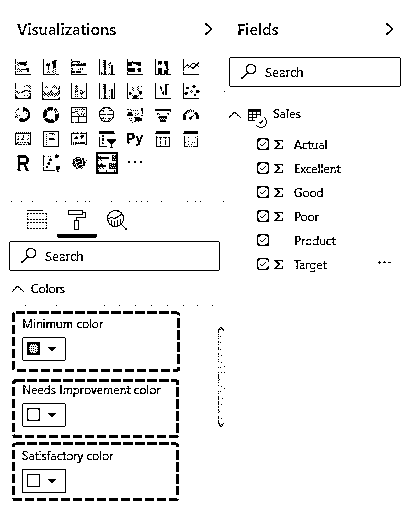 Visualizations
Fields
Search
Sales
Actual
Excellent
Good
Poor
Product
Target
Py
R
Search
Colors
Minimum color
Needs Improvement color
Satisfactory color